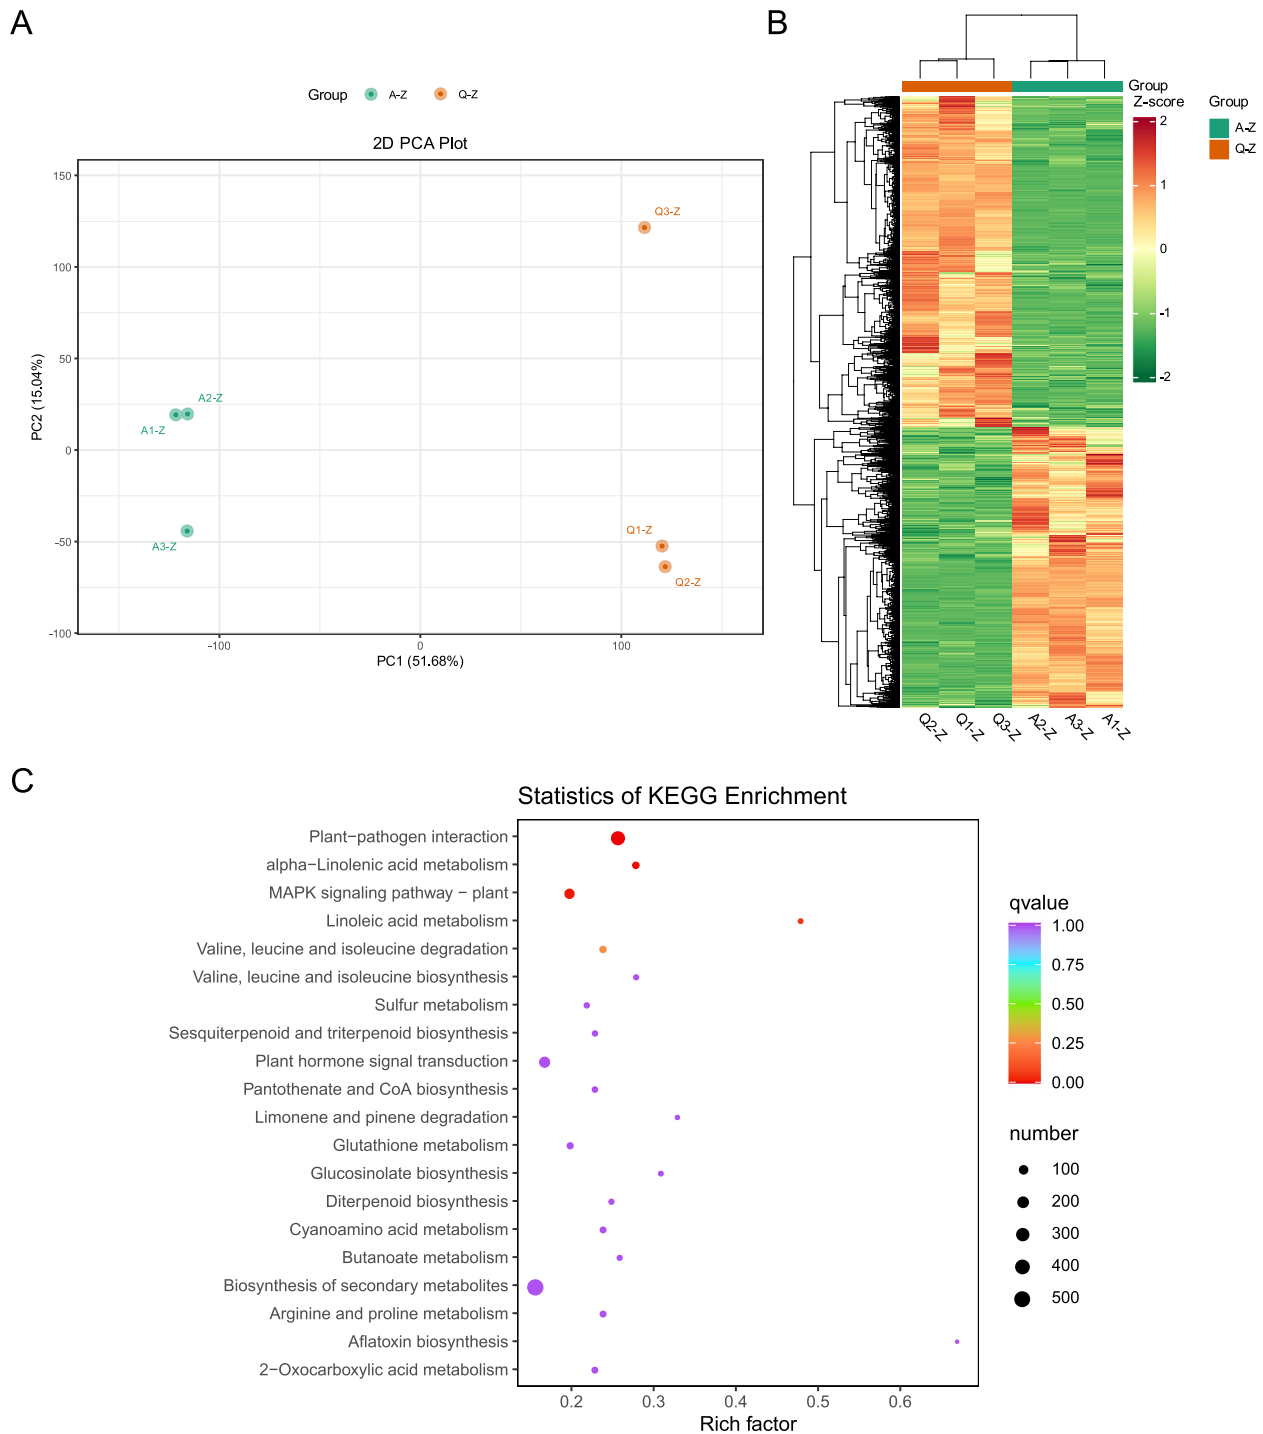 A
Group A-Z Q-Z
2D PCA Plot
150
100
50
0
−50
−100
PC2 (15.04%)
Q3-Z
A2-Z
A1-Z
A3-Z
Q1-Z
Q2-Z
−100 0 100
PC1 (51.68%)
B
Group
Z-score
2
1
0
-1
-2
Group
A-Z
Q-Z
Q2-Z Q1-Z Q3-Z A2-Z A3-Z A1-Z
C
Statistics of KEGG Enrichment
Plant−pathogen interaction
alpha−Linolenic acid metabolism
MAPK signaling pathway − plant
Linoleic acid metabolism
Valine, leucine and isoleucine degradation
Valine, leucine and isoleucine biosynthesis
Sulfur metabolism
Sesquiterpenoid and triterpenoid biosynthesis
Plant hormone signal transduction
Pantothenate and CoA biosynthesis
Limonene and pinene degradation
Glutathione metabolism
Glucosinolate biosynthesis
Diterpenoid biosynthesis
Cyanoamino acid metabolism
Butanoate metabolism
Biosynthesis of secondary metabolites
Arginine and proline metabolism
Aflatoxin biosynthesis
2−Oxocarboxylic acid metabolism
0.2 0.3 0.4 0.5 0.6
Rich factor
qvalue
1.00
0.75
0.50
0.25
0.00
number
100
200
300
400
500